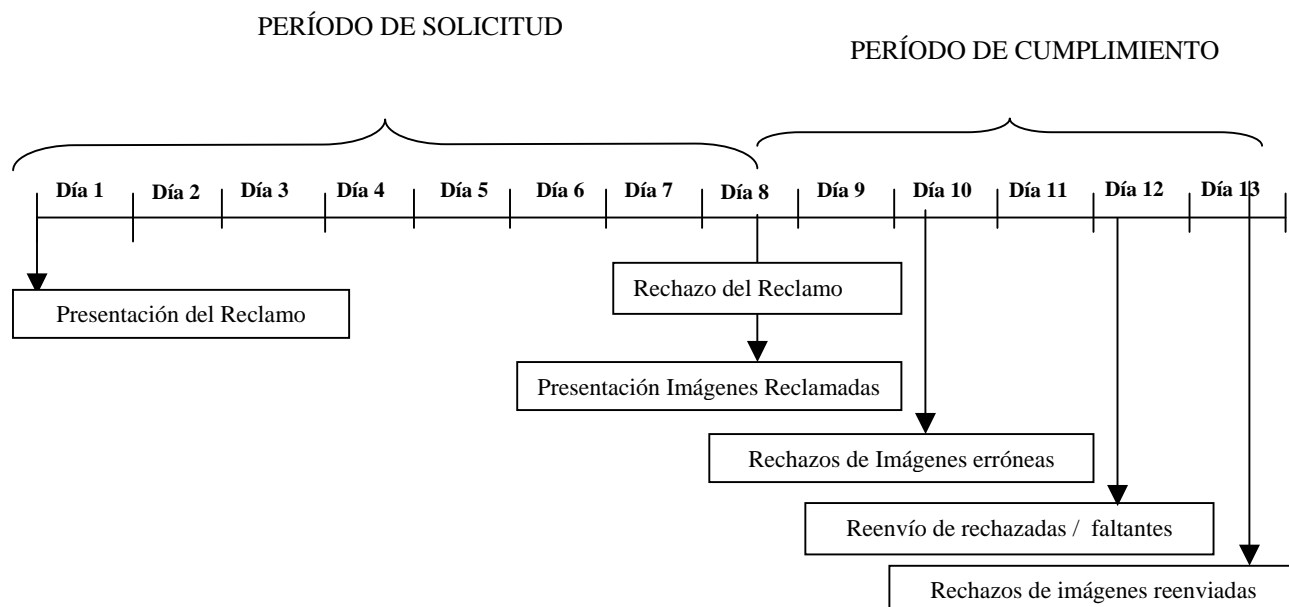 PERÍODO DE SOLICITUD
PERÍODO DE CUMPLIMIENTO
Día 1 Día 2 Día 3 Día 4 Día 5 Día 6 Día 7 Día 8 Día 9 Día 10 Día 11 Día 12 Día 13
Rechazo del Reclamo
Presentación del Reclamo
Presentación Imágenes Reclamadas
Rechazos de Imágenes erróneas
Reenvío de rechazadas / faltantes
Rechazos de imágenes reenviadas